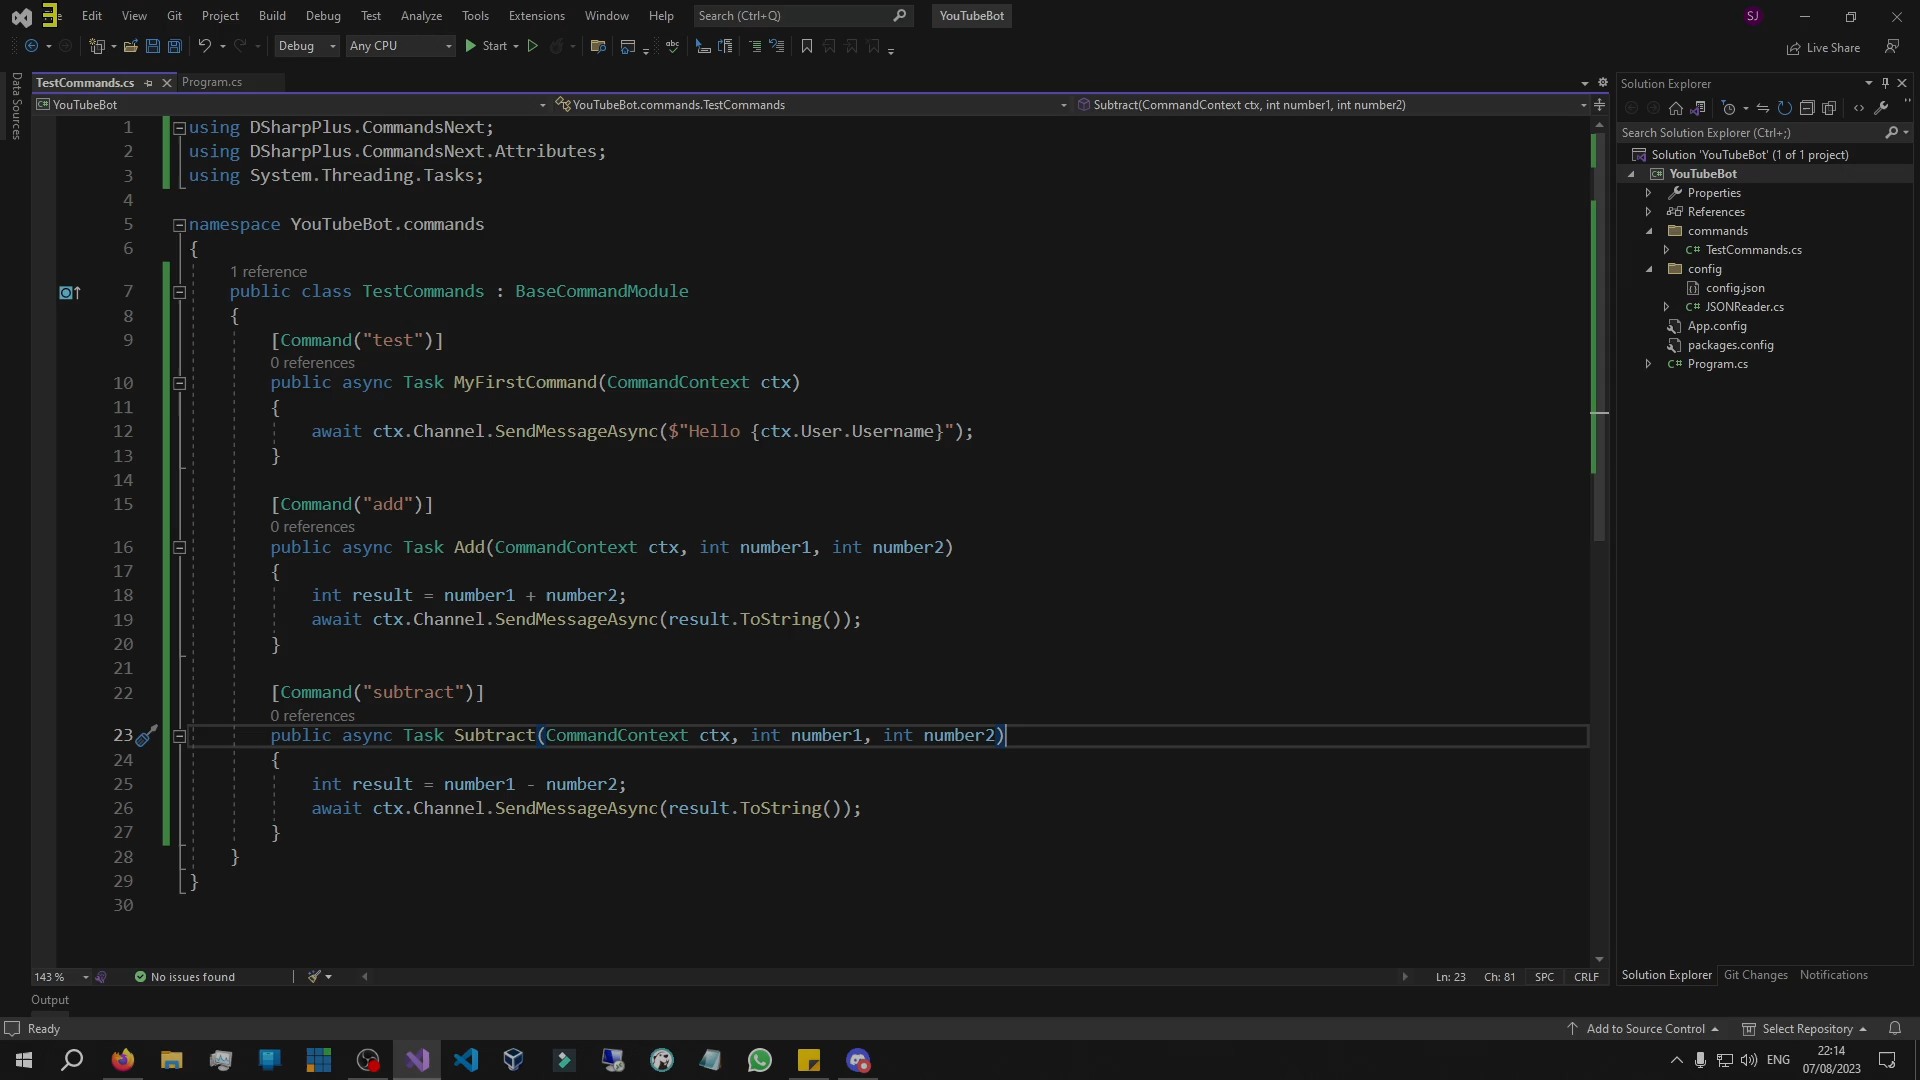 File Edit View Git Project Build Debug Test Analyze Tools Extensions Window Help Search (Ctrl+Q) YouTubeBot SJ
Debug Any CPU Start Live Share
TestCommands.cs Program.cs
YouTubeBot YouTubeBot.commands.TestCommands Subtract(CommandContext ctx, int number1, int number2)
Data Sources
1 using DSharpPlus.CommandsNext;
2 using DSharpPlus.CommandsNext.Attributes;
3 using System.Threading.Tasks;
4
5 namespace YouTubeBot.commands
6 {
1 reference
7 public class TestCommands : BaseCommandModule
8 {
9 [Command("test")]
0 references
10 public async Task MyFirstCommand(CommandContext ctx)
11 {
12 await ctx.Channel.SendMessageAsync($"Hello {ctx.User.Username}");
13 }
14
15 [Command("add")]
0 references
16 public async Task Add(CommandContext ctx, int number1, int number2)
17 {
18 int result = number1 + number2;
19 await ctx.Channel.SendMessageAsync(result.ToString());
20 }
21
22 [Command("subtract")]
0 references
23 public async Task Subtract(CommandContext ctx, int number1, int number2)
24 {
25 int result = number1 - number2;
26 await ctx.Channel.SendMessageAsync(result.ToString());
27 }
28 }
29 }
30
143 % No issues found Ln: 23 Ch: 81 SPC CRLF
Output
Solution Explorer
Search Solution Explorer (Ctrl+;)
Solution 'YouTubeBot' (1 of 1 project)
YouTubeBot
Properties
References
commands
C# TestCommands.cs
config
config.json
C# JSONReader.cs
App.config
packages.config
C# Program.cs
Solution Explorer Git Changes Notifications
Ready Add to Source Control Select Repository
ENG 22:14
07/08/2023